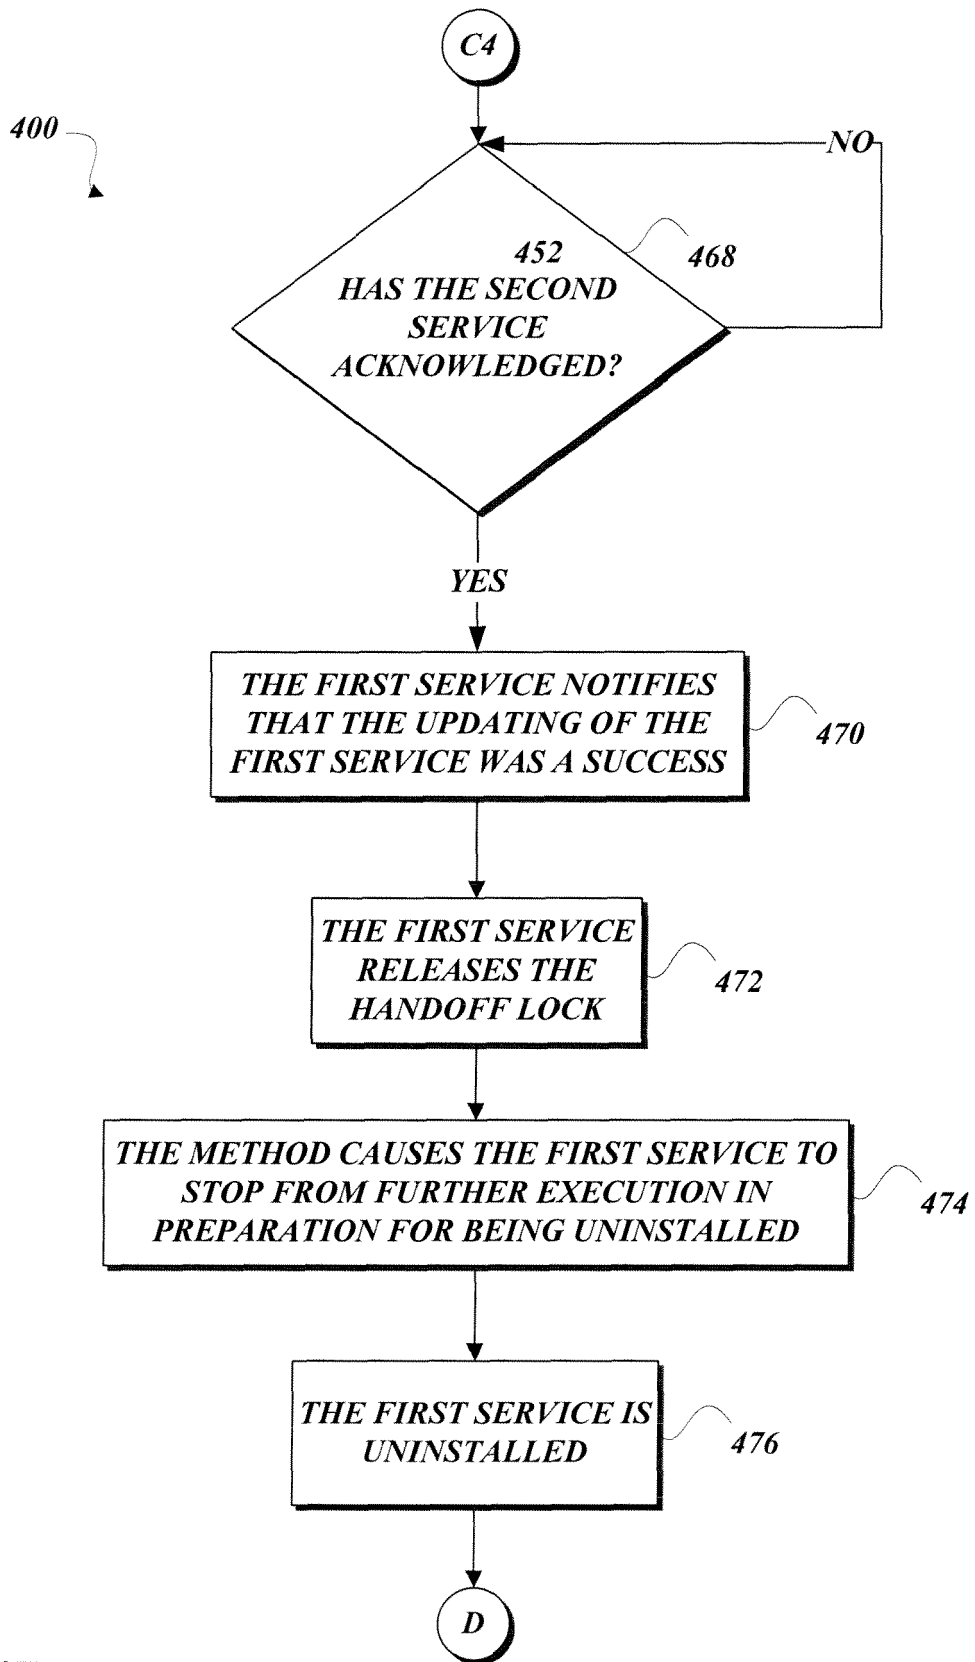 C4
400
NO
452
468
HAS THE SECOND
SERVICE
ACKNOWLEDGED?
YES
THE FIRST SERVICE NOTIFIES
THAT THE UPDATING OF THE
FIRST SERVICE WAS A SUCCESS
470
THE FIRST SERVICE
RELEASES THE
HANDOFF LOCK
472
THE METHOD CAUSES THE FIRST SERVICE TO
STOP FROM FURTHER EXECUTION IN
PREPARATION FOR BEING UNINSTALLED
474
THE FIRST SERVICE IS
UNINSTALLED
476
D